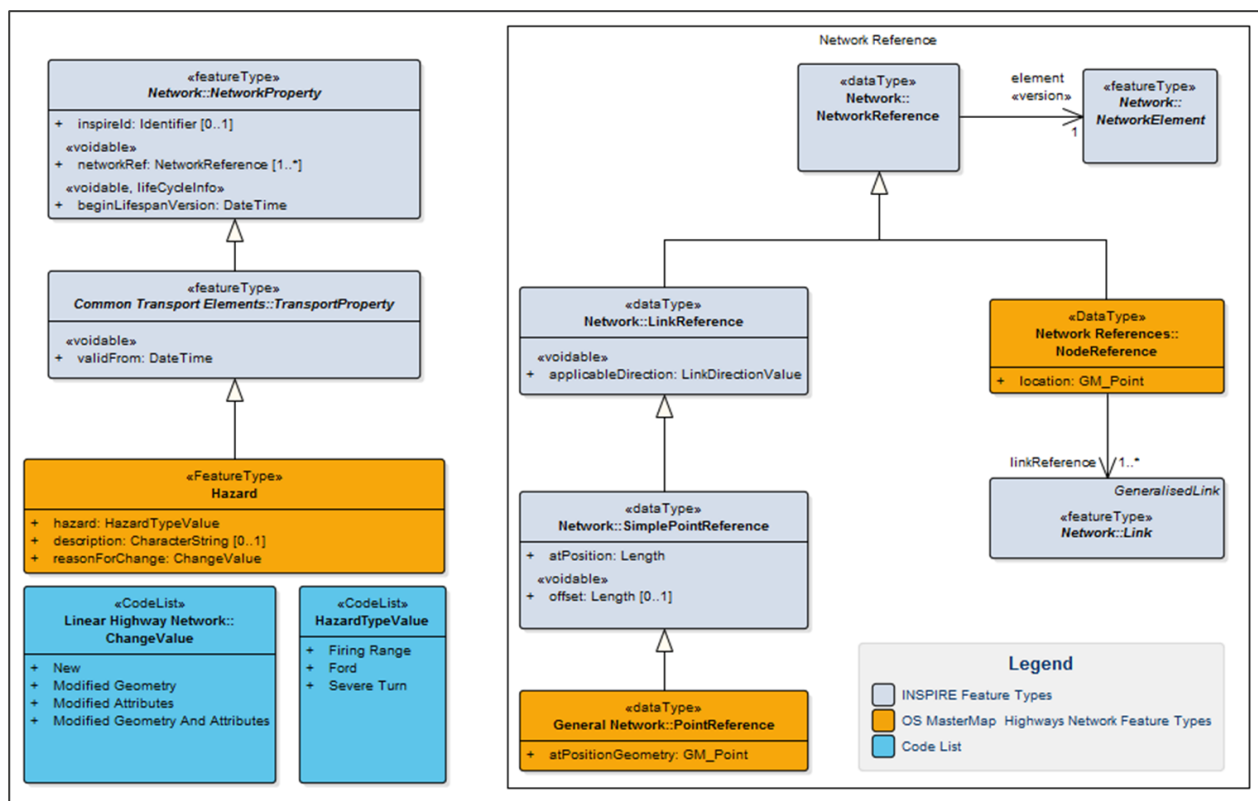 «featureType»
Network::NetworkProperty
+ inspireId: Identifier [0..1]
«voidable»
+ networkRef: NetworkReference [1..*]
«voidable, lifeCycleInfo»
+ beginLifespanVersion: DateTime
«featureType»
Common Transport Elements::TransportProperty
«voidable»
+ validFrom: DateTime
«FeatureType»
Hazard
+ hazard: HazardTypeValue
+ description: CharacterString [0..1]
+ reasonForChange: ChangeValue
«CodeList»
Linear Highway Network::
ChangeValue
+ New
+ Modified Geometry
+ Modified Attributes
+ Modified Geometry And Attributes
«CodeList»
HazardTypeValue
+ Firing Range
+ Ford
+ Severe Turn
Network Reference
«dataType»
Network::
NetworkReference
element
«version»
1
«featureType»
Network::
NetworkElement
«dataType»
Network::LinkReference
«voidable»
+ applicableDirection: LinkDirectionValue
«DataType»
Network References::
NodeReference
+ location: GM_Point
linkReference 1..*
GeneralisedLink
«featureType»
Network::Link
«dataType»
Network::SimplePointReference
+ atPosition: Length
«voidable»
+ offset: Length [0..1]
«dataType»
General Network::PointReference
+ atPositionGeometry: GM_Point
Legend
INSPIRE Feature Types
OS MasterMap Highways Network Feature Types
Code List